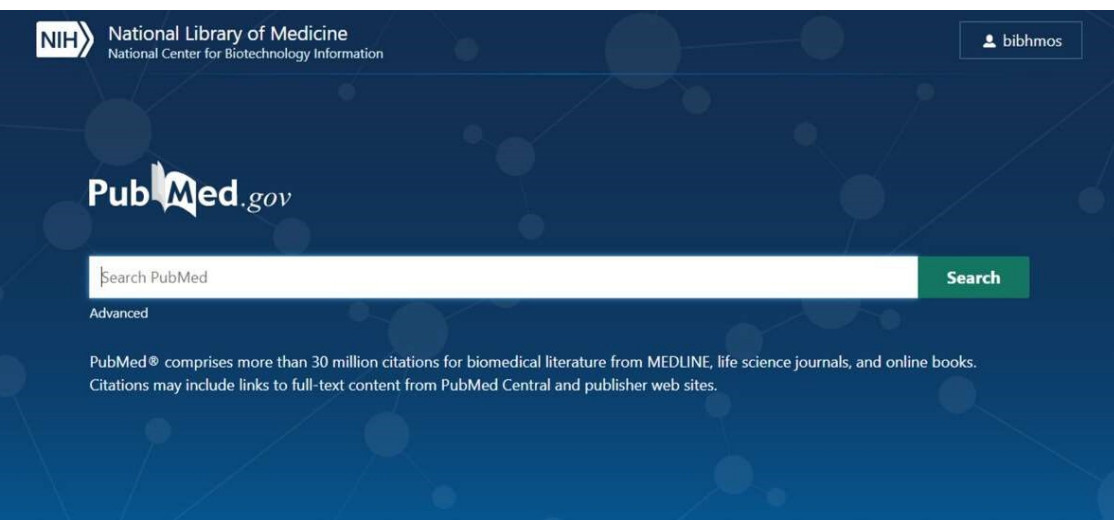 NIH
National Library of Medicine
National Center for Biotechnology Information
bibhmos
PubMed.gov
Search PubMed
Search
Advanced
PubMed® comprises more than 30 million citations for biomedical literature from MEDLINE, life science journals, and online books.
Citations may include links to full-text content from PubMed Central and publisher web sites.